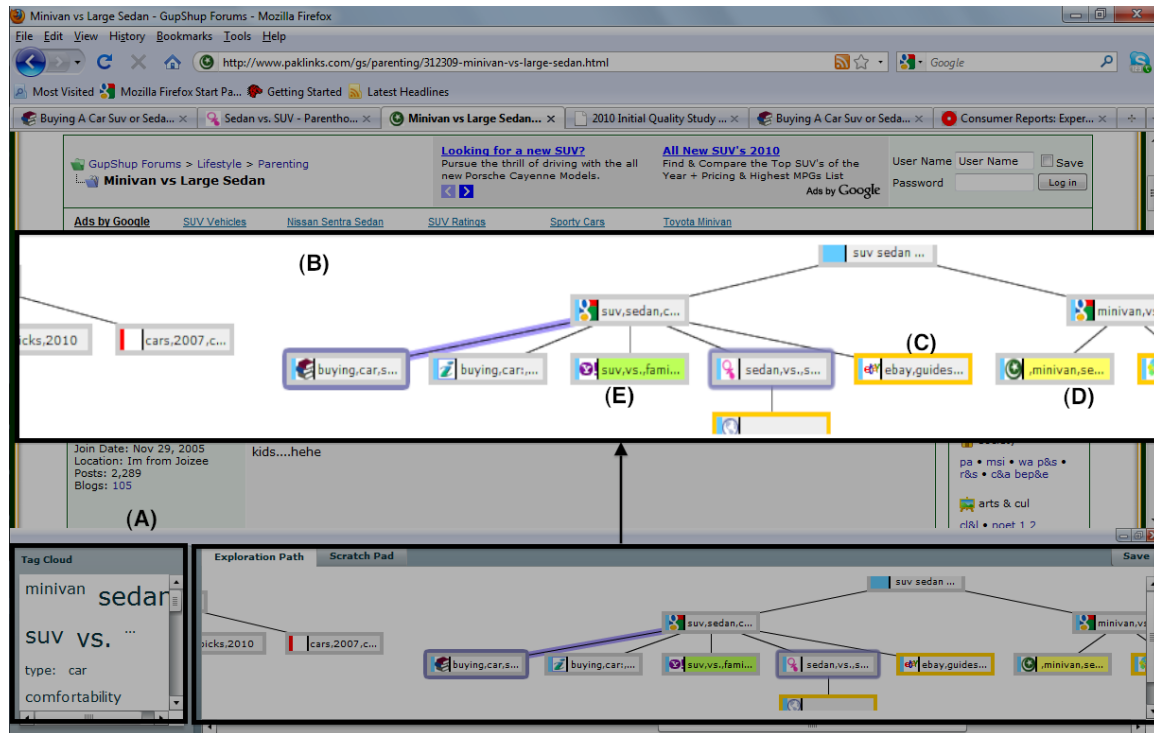 Minivan vs Large Sedan - GupShup Forums - Mozilla Firefox
File Edit View History Bookmarks Tools Help
http://www.paklinks.com/gs/parenting/312309-minivan-vs-large-sedan.html
Google
Most Visited Mozilla Firefox Start Pa... Getting Started Latest Headlines
Buying A Car Suv or Seda... Sedan vs. SUV - Parentho... Minivan vs Large Sedan... 2010 Initial Quality Study ... Buying A Car Suv or Seda... Consumer Reports: Exper...
GupShup Forums > Lifestyle > Parenting
Minivan vs Large Sedan
Looking for a new SUV?
Pursue the thrill of driving with the all
new Porsche Cayenne Models.
All New SUV's 2010
Find & Compare the Top SUV's of the
Year + Pricing & Highest MPGs List
Ads by Google
User Name User Name Save
Password Log in
Ads by Google SUV Vehicles Nissan Sentra Sedan SUV Ratings Sporty Cars Toyota Minivan
(B)
suv sedan ...
suv,sedan,c...
minivan,vs
icks,2010
cars,2007,c...
(C)
buying,car,s...
buying,car:,...
suv,vs.,fami...
sedan,vs.,s...
ebay,guides...
,minivan,se...
(E)
(D)
Join Date: Nov 29, 2005
Location: Im from Joizee
Posts: 2,289
Blogs: 105
kids....hehe
pa • msi • wa p&s •
r&s • c&a bep&e
arts & cul
cl&l • poet 1 2
(A)
Tag Cloud
minivan sedan
suv vs. ...
type: car
comfortability
Exploration Path Scratch Pad Save
suv sedan ...
suv,sedan,c...
minivan,vs
picks,2010
cars,2007,c...
buying,car,s...
buying,car:,...
suv,vs.,fami...
sedan,vs.,s...
ebay,guides...
,minivan,se...